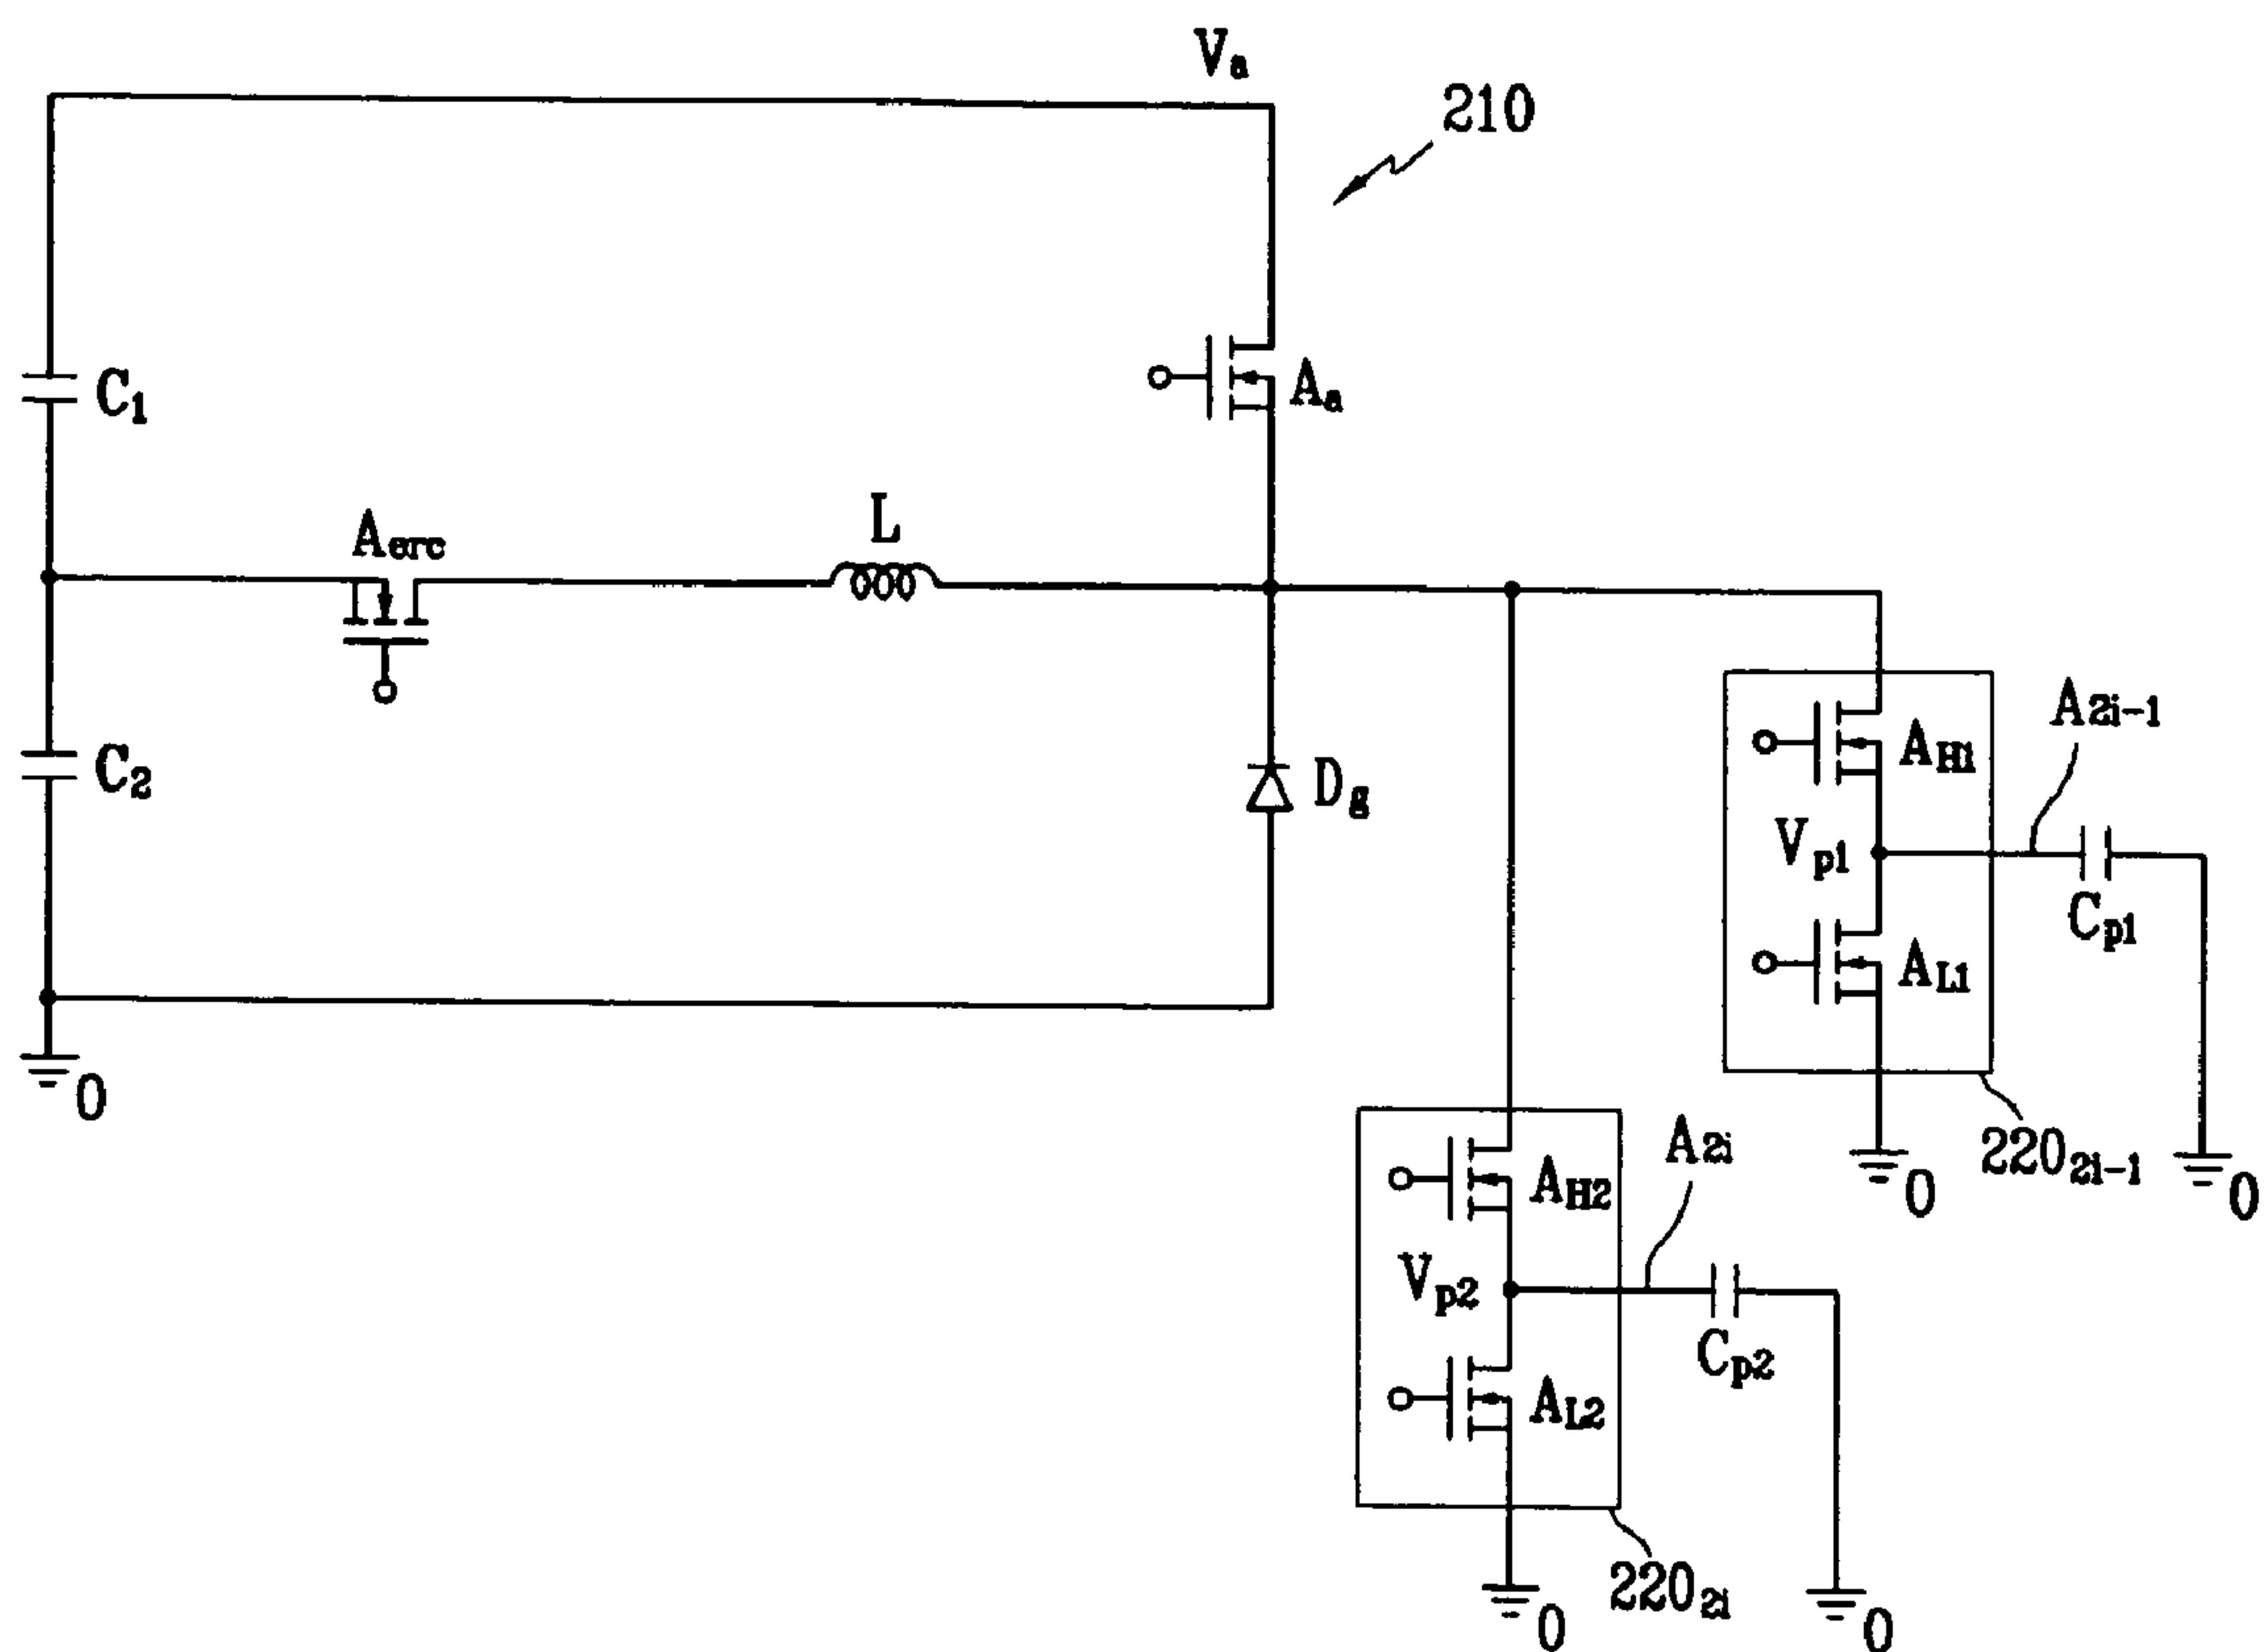 Va
210
C1
Aa
Aerc
L
C2
Dg
A2i-1
AH1
Vp1
Cp1
AL1
0
A2i
220 2i-1
0
0
AH2
Vp2
Cp2
AL2
220 2i
0
0